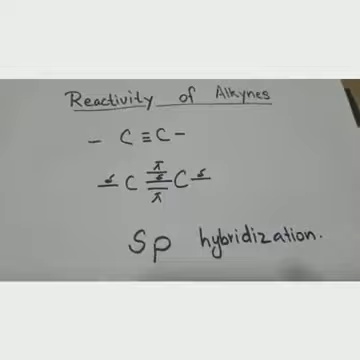 Reactivity of Alkynes
- C≡C-
π
σ C σ C σ
π
Sp hybridization.